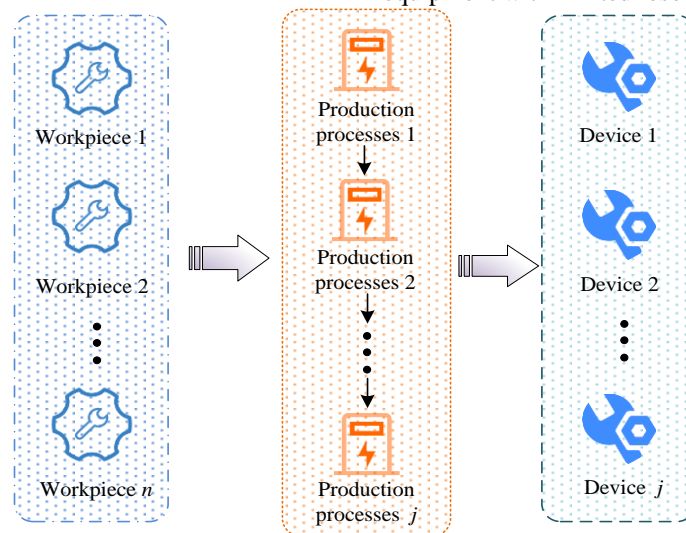 Workpiece 1
Workpiece 2
Workpiece n
Production
processes 1
Production
processes 2
Production
processes j
Device 1
Device 2
Device j